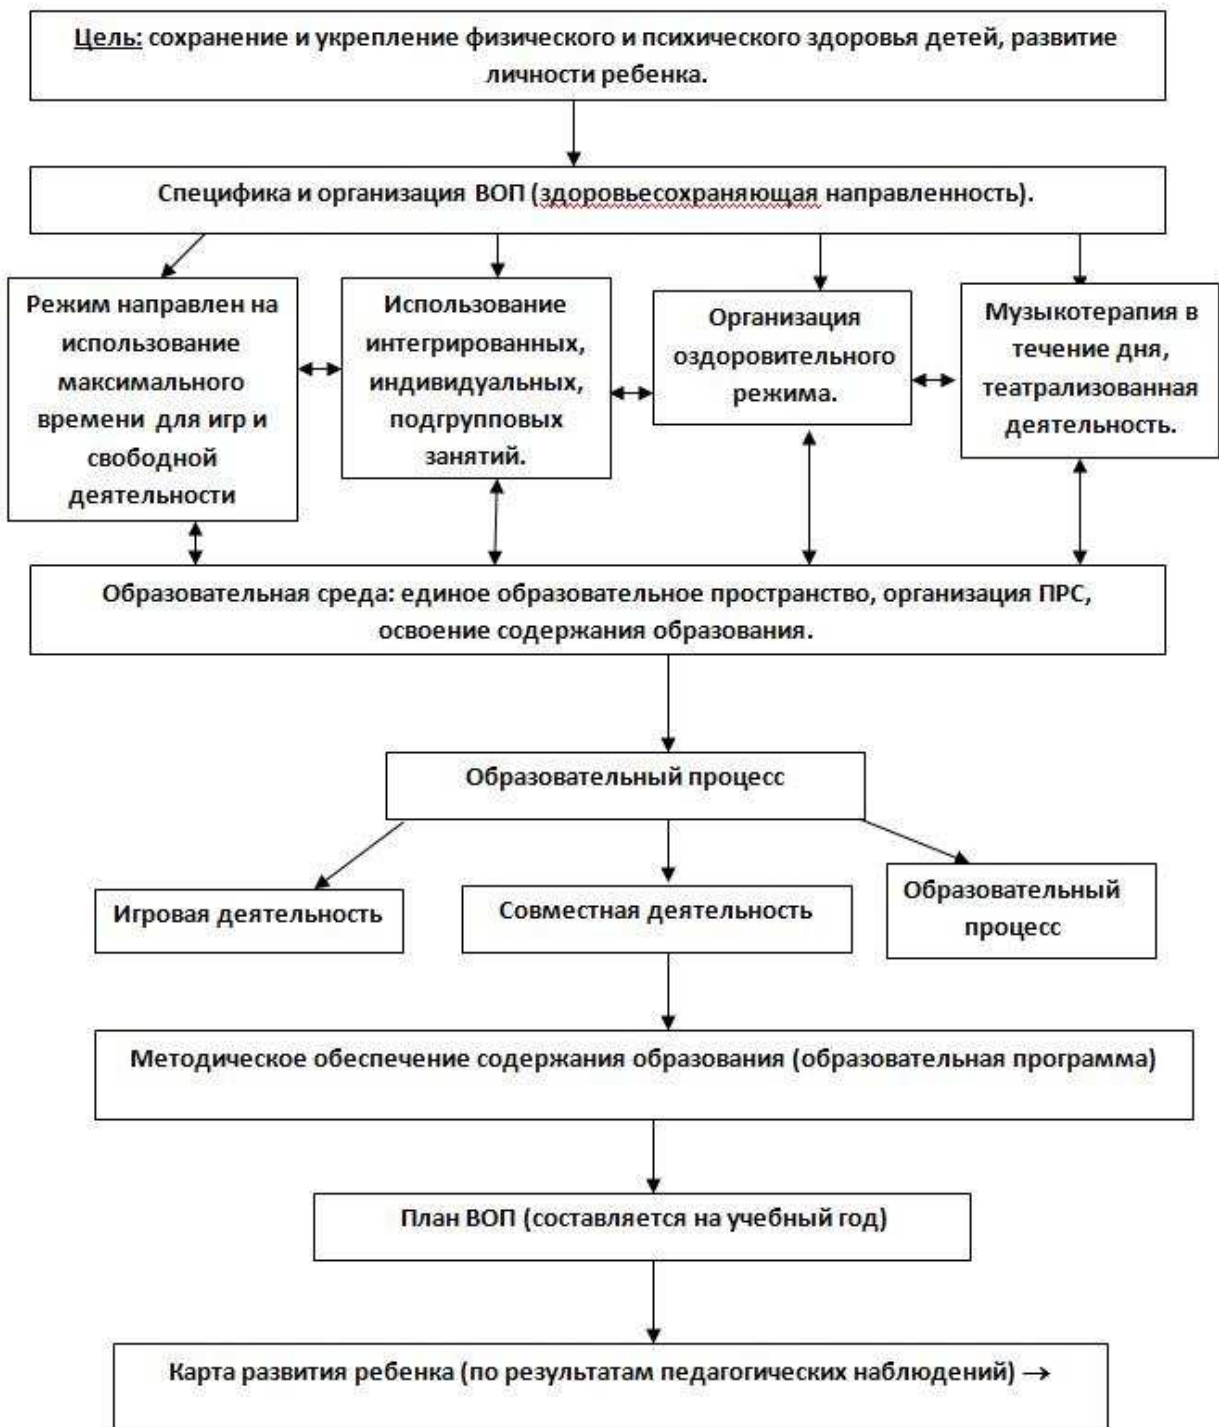 Цель: сохранение и укрепление физического и психического здоровья детей, развитие
личности ребенка.
Специфика и организация ВОП (здоровьесохраняющая направленность).
Режим направлен на
использование
максимального
времени для игр и
свободной
деятельности
Использование
интегрированных,
индивидуальных,
подгрупповых
занятий.
Организация
оздоровительного
режима.
Музыкотерапия в
течение дня,
театрализованная
деятельность.
Образовательная среда: единое образовательное пространство, организация ПРС,
освоение содержания образования.
Образовательный процесс
Игровая деятельность
Совместная деятельность
Образовательный
процесс
Методическое обеспечение содержания образования (образовательная программа)
План ВОП (составляется на учебный год)
Карта развития ребенка (по результатам педагогических наблюдений) →